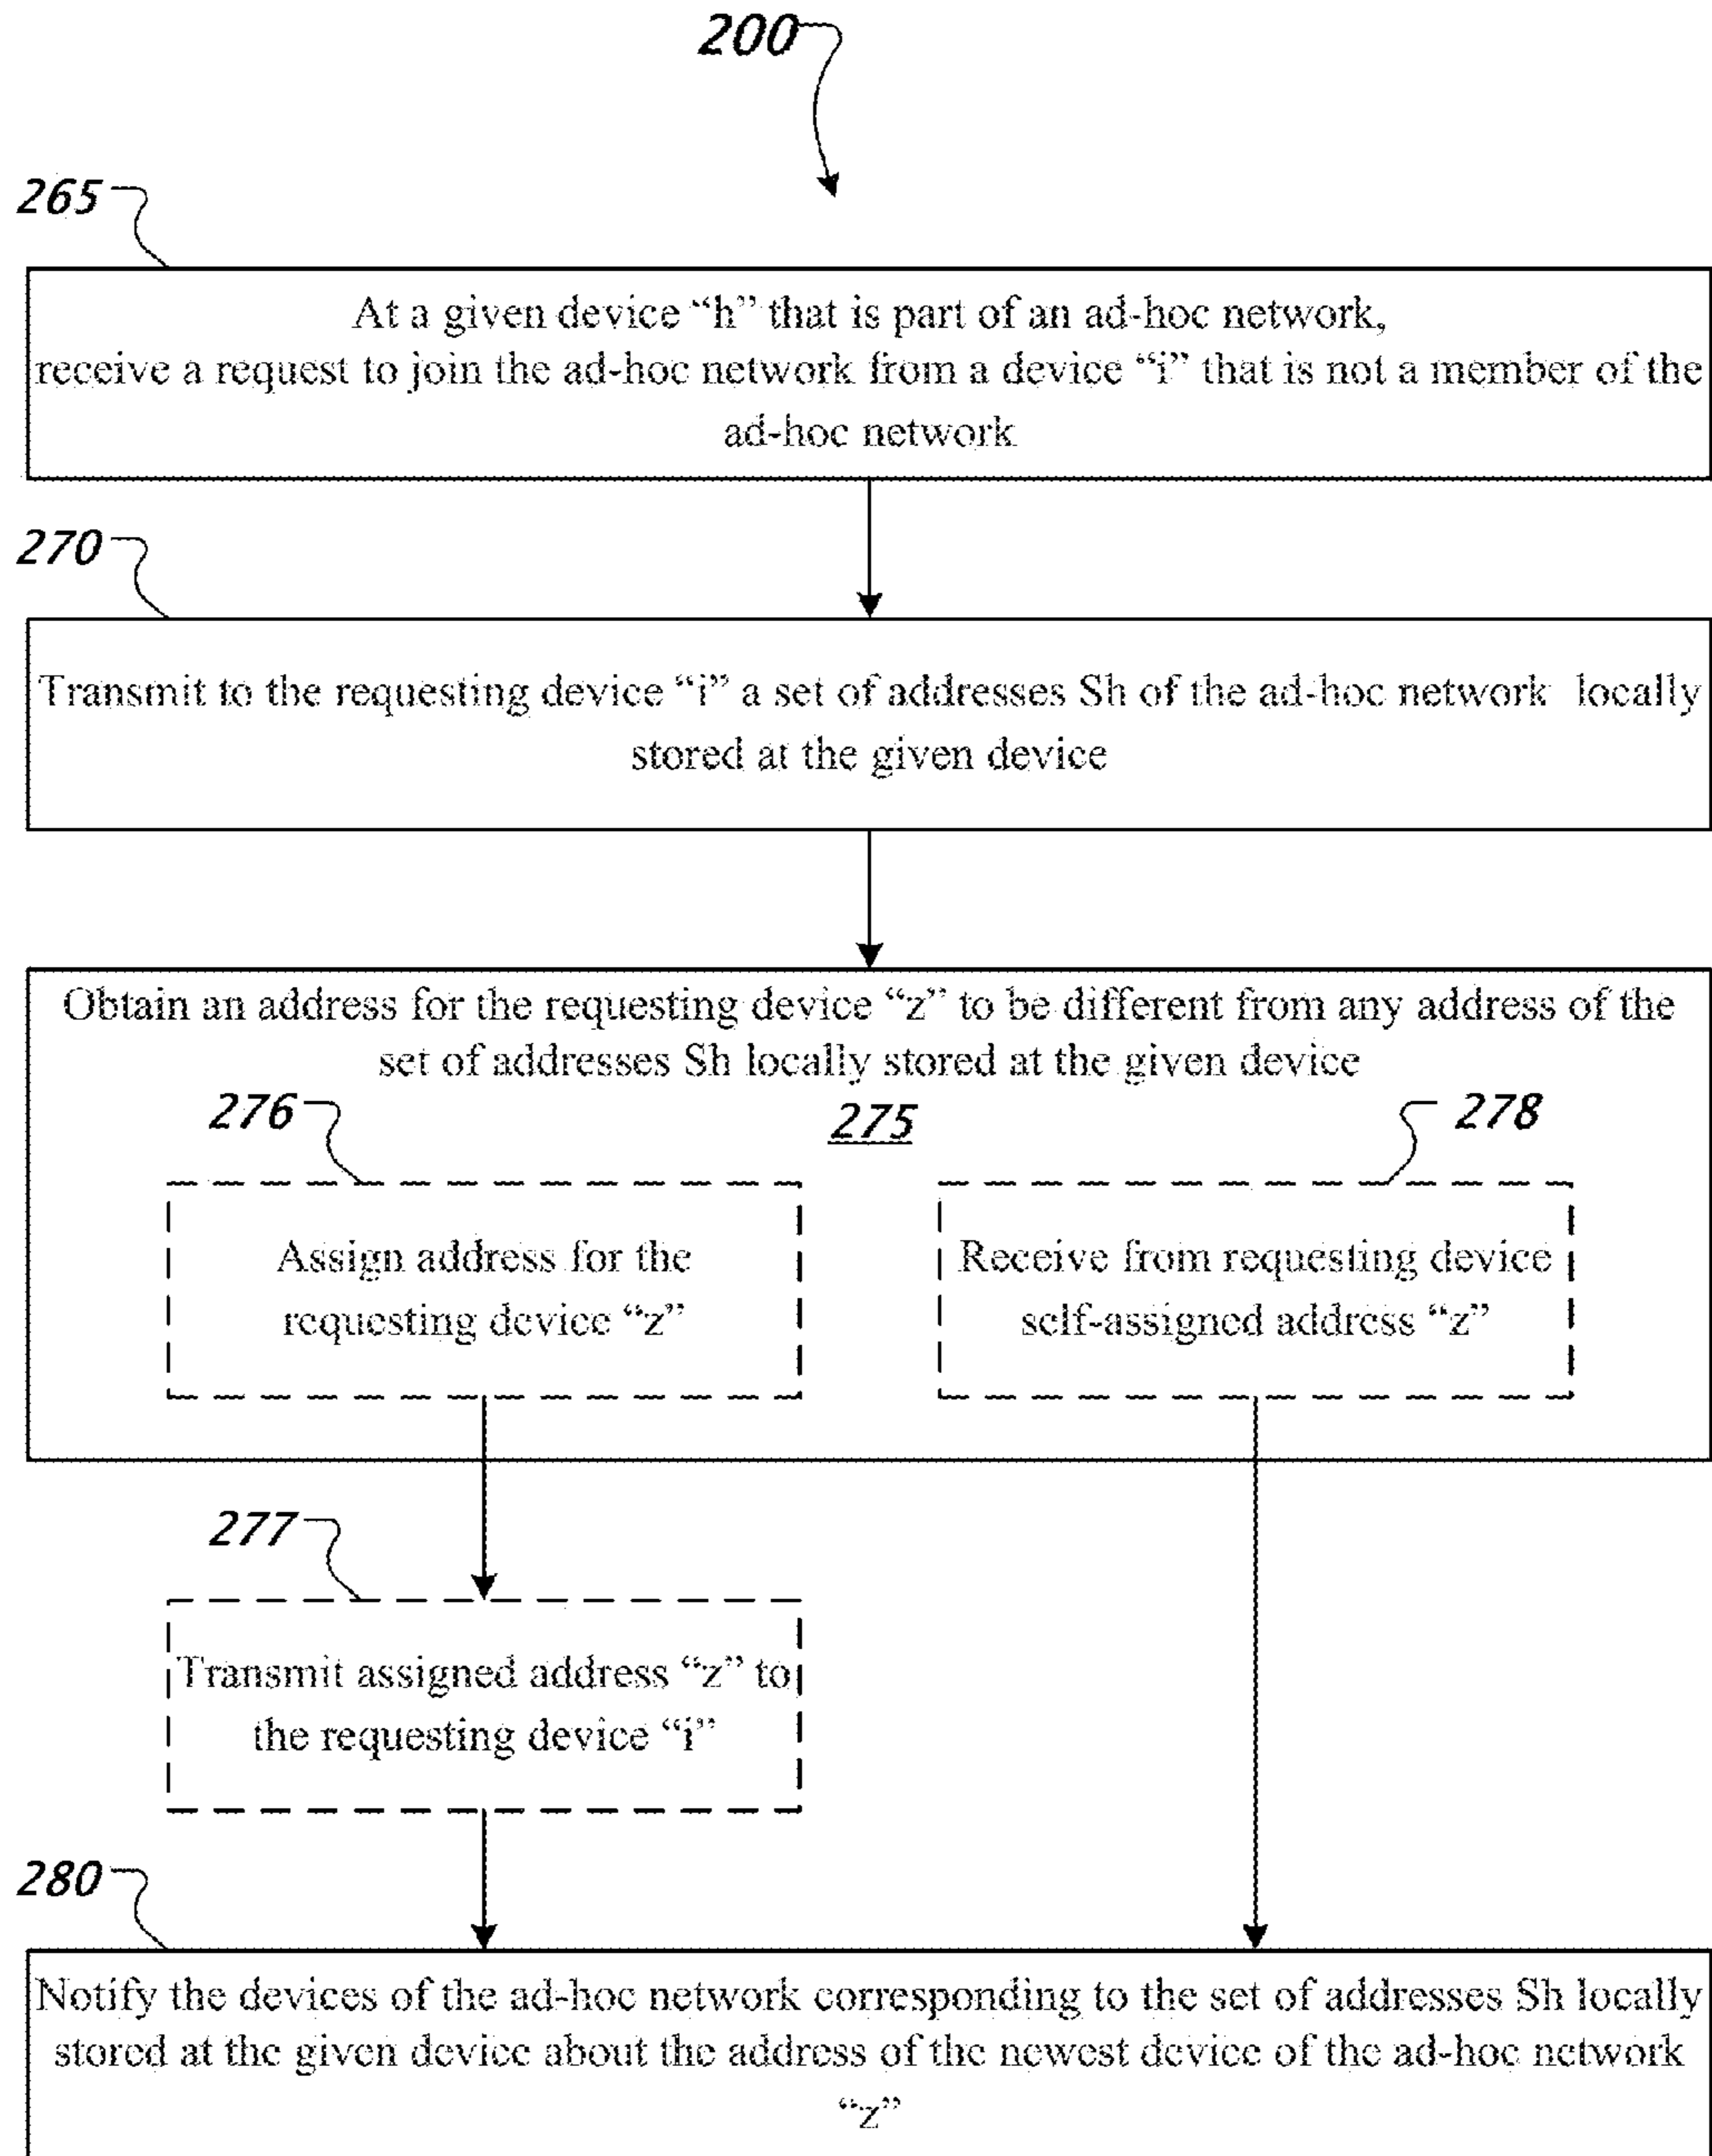 200
265
At a given device “h” that is part of an ad-hoc network,
receive a request to join the ad-hoc network from a device “i” that is not a member of the
ad-hoc network
270
Transmit to the requesting device “i” a set of addresses Sh of the ad-hoc network locally
stored at the given device
Obtain an address for the requesting device “z” to be different from any address of the
set of addresses Sh locally stored at the given device
275
276
Assign address for the
requesting device “z”
278
Receive from requesting device
self-assigned address “z”
277
Transmit assigned address “z” to
the requesting device “i”
280
Notify the devices of the ad-hoc network corresponding to the set of addresses Sh locally
stored at the given device about the address of the newest device of the ad-hoc network
“z”